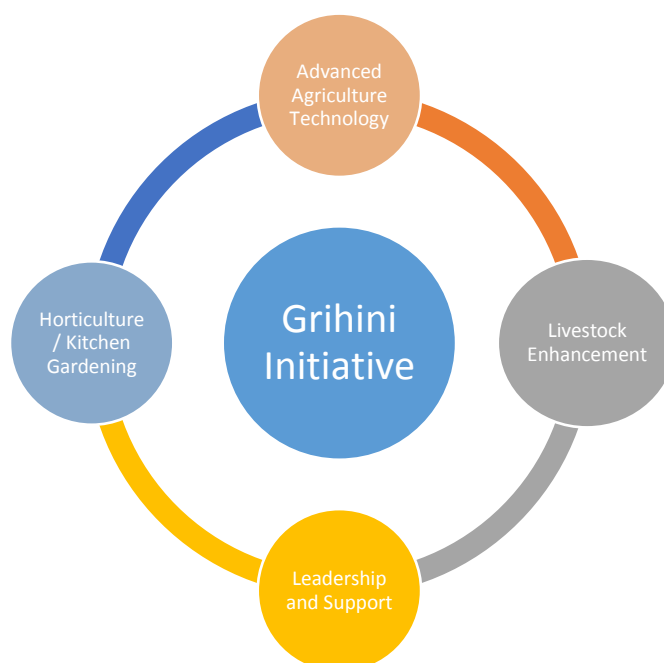 Advanced
Agriculture
Technology
Horticulture
/ Kitchen
Gardening
Grihini
Initiative
Livestock
Enhancement
Leadership
and Support